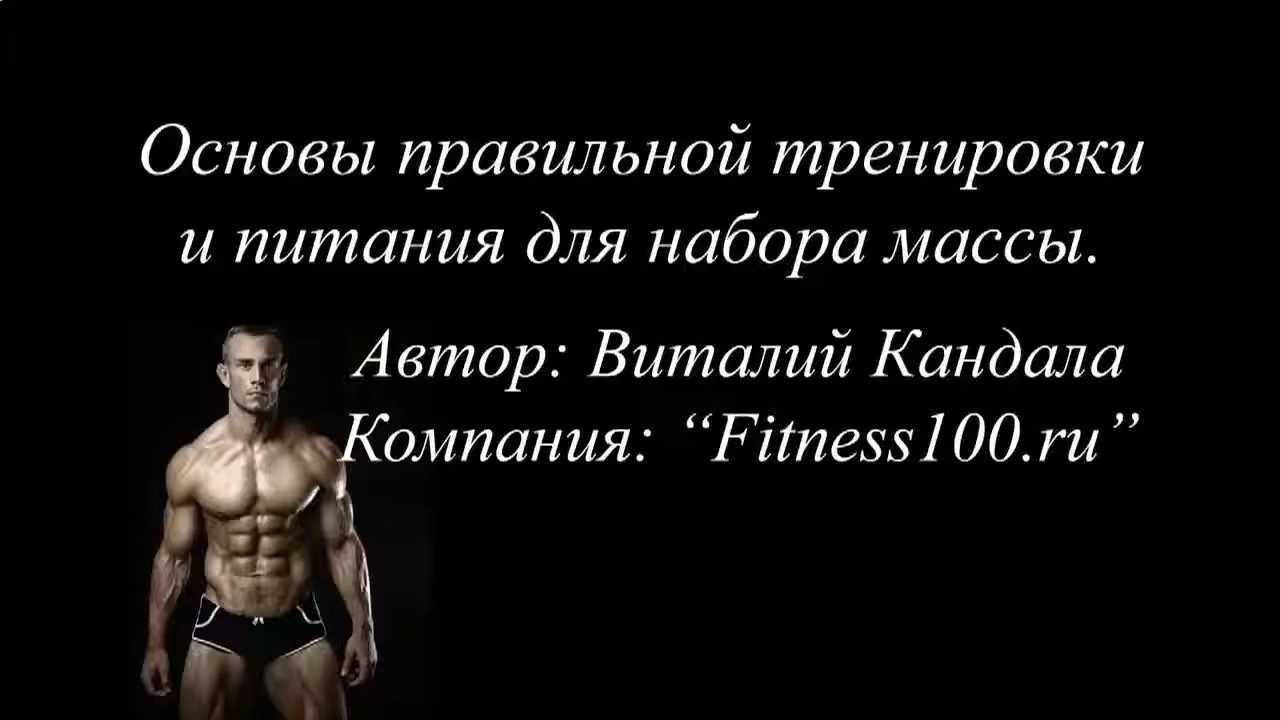 Основы правильной тренировки
и питания для набора массы.
Автор: Виталий Кандала
Компания: “Fitness100.ru”